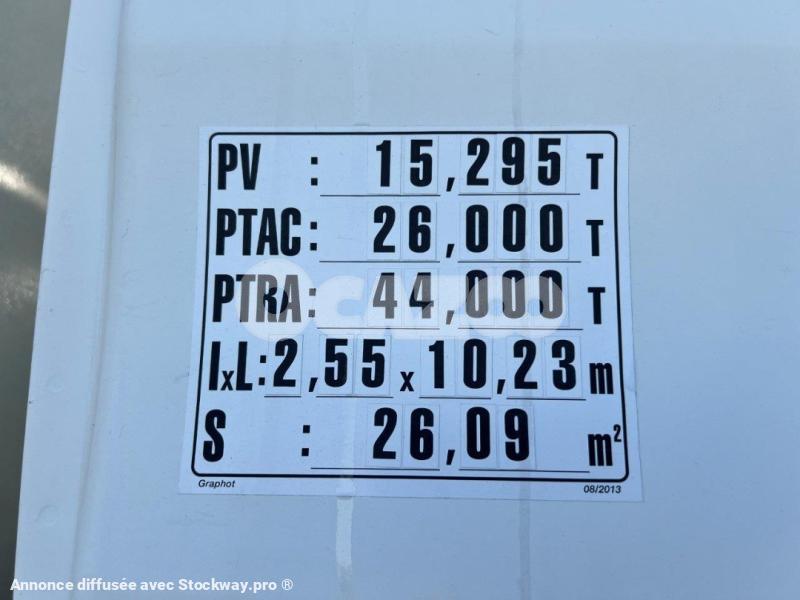 PV : 15,295 T
PTAC: 26,000 T
PTRA: 44,000 T
IxL: 2,55 x 10,23 m
S : 26,09 m²
Graphot 08/2013
CAZOO
Annonce diffusée avec Stockway.pro ®